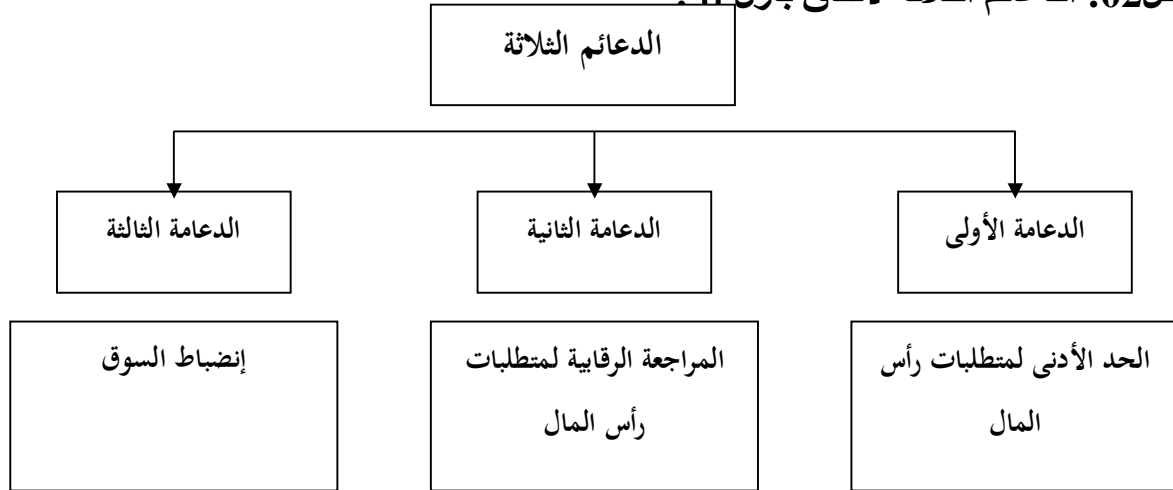 الدعائم الثلاثة
الدعامة الأولى
الدعامة الثانية
الدعامة الثالثة
الحد الأدنى لمتطلبات رأس
المال
المراجعة الرقابية لمتطلبات
رأس المال
إنضباط السوق